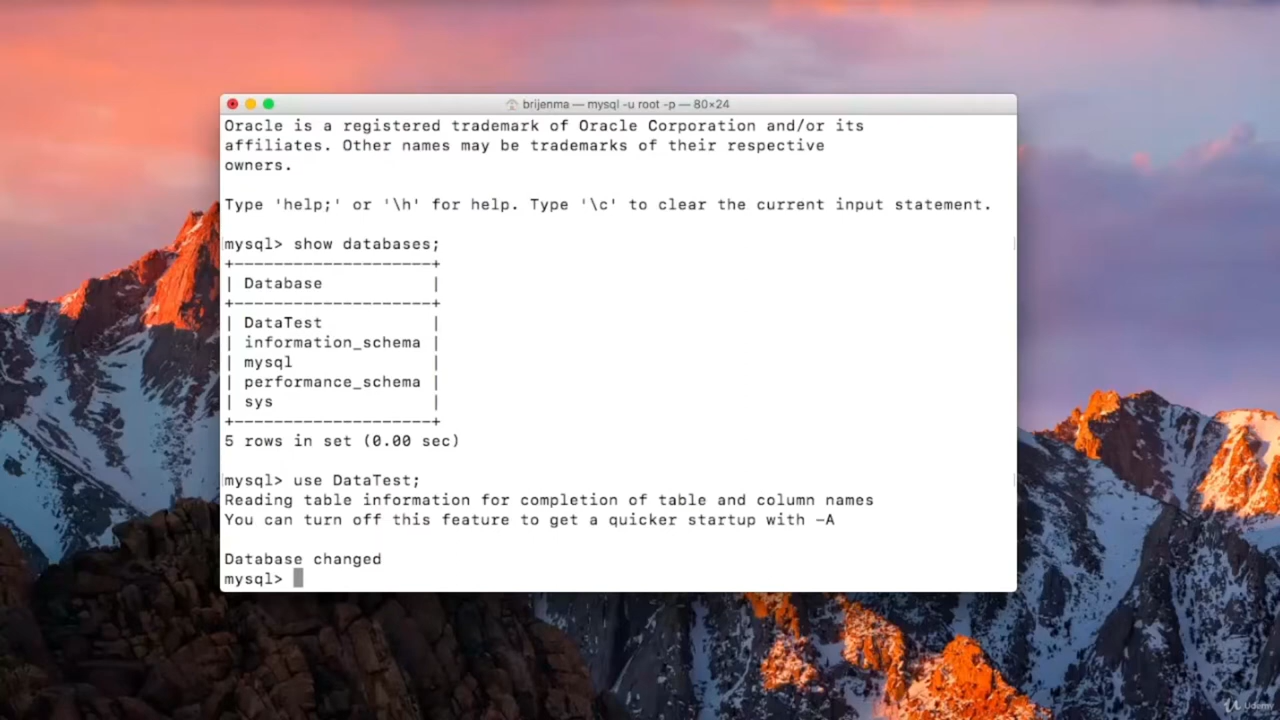 brijenma — mysql -u root -p — 80×24
Oracle is a registered trademark of Oracle Corporation and/or its
affiliates. Other names may be trademarks of their respective
owners.
Type 'help;' or '\h' for help. Type '\c' to clear the current input statement.
mysql> show databases;
+--------------------+
| Database           |
+--------------------+
| DataTest           |
| information_schema |
| mysql              |
| performance_schema |
| sys                |
+--------------------+
5 rows in set (0.00 sec)
mysql> use DataTest;
Reading table information for completion of table and column names
You can turn off this feature to get a quicker startup with -A
Database changed
mysql>
Udemy